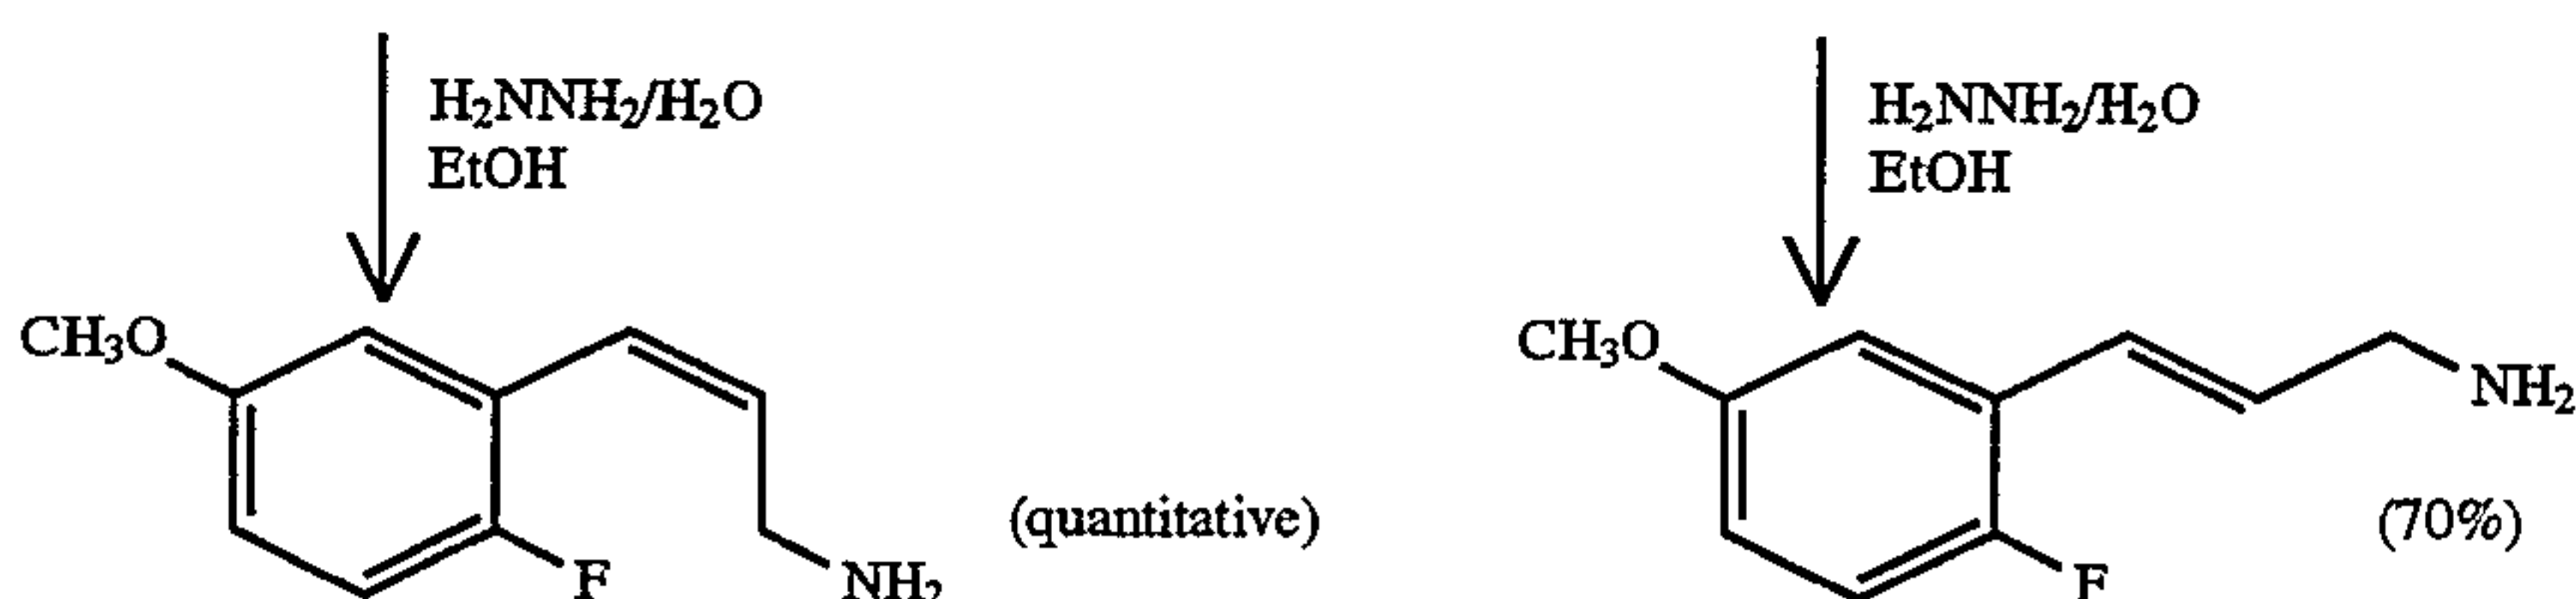 H₂NNH₂/H₂O
EtOH
H₂NNH₂/H₂O
EtOH
CH₃O
F
NH₂
(quantitative)
CH₃O
F
NH₂
(70%)